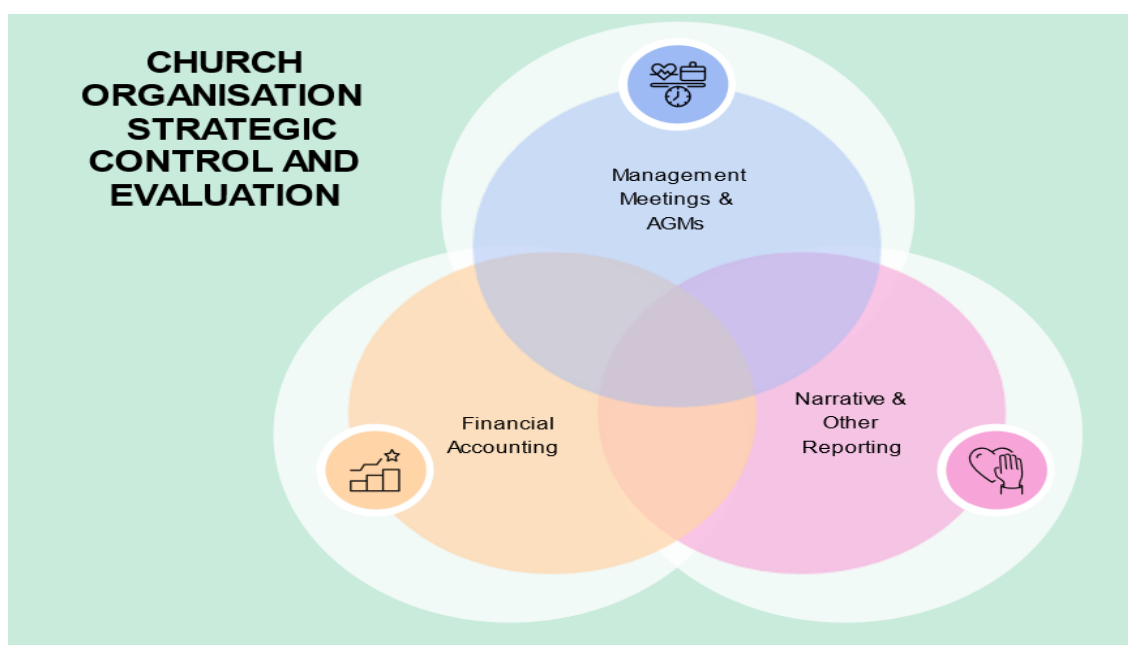 CHURCH
ORGANISATION
STRATEGIC
CONTROL AND
EVALUATION
Management
Meetings &
AGMs
Financial
Accounting
Narrative &
Other
Reporting